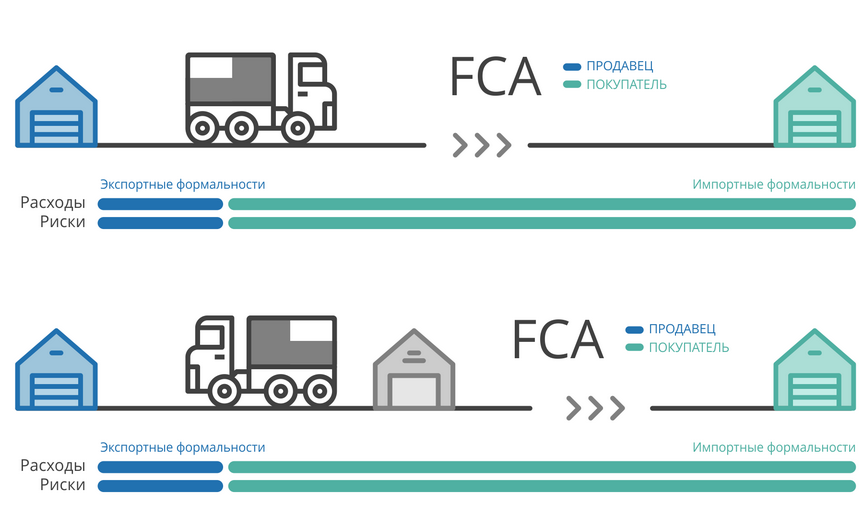 FCA
ПРОДАВЕЦ
ПОКУПАТЕЛЬ
Экспортные формальности
Импортные формальности
Расходы
Риски
FCA
ПРОДАВЕЦ
ПОКУПАТЕЛЬ
Экспортные формальности
Импортные формальности
Расходы
Риски